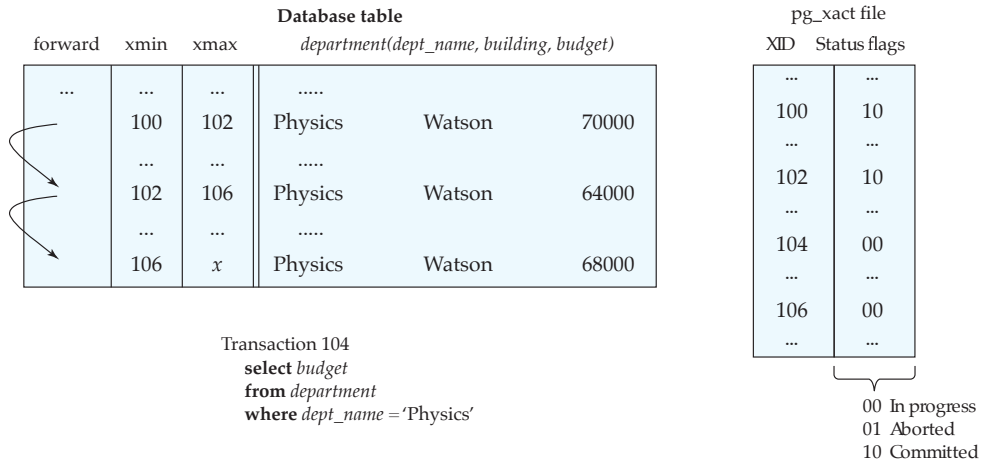 Database table
forward xmin xmax department(dept_name, building, budget)
... ... ... .....
100 102 Physics Watson 70000
... ... .....
102 106 Physics Watson 64000
... ... .....
106 x Physics Watson 68000
Transaction 104
select budget
from department
where dept_name = ‘Physics’
pg_xact file
XID Status flags
... ...
100 10
... ...
102 10
... ...
104 00
... ...
106 00
... ...
00 In progress
01 Aborted
10 Committed